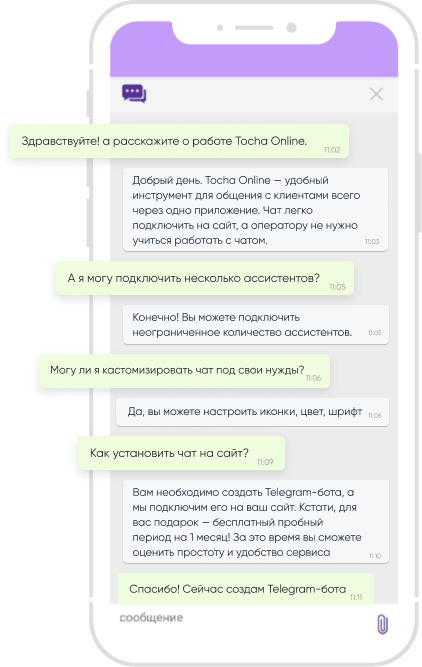 Здравствуйте! а расскажите о работе Tocha Online.
11:02
Добрый день. Tocha Online — удобный
инструмент для общения с клиентами всего
через одно приложение. Чат легко
подключить на сайт, а оператору не нужно
учиться работать с чатом.
11:03
А я могу подключить несколько ассистентов?
11:05
Конечно! Вы можете подключить
неограниченное количество ассистентов.
11:05
Могу ли я кастомизировать чат под свои нужды?
11:06
Да, вы можете настроить иконки, цвет, шрифт
11:06
Как установить чат на сайт?
11:09
Вам необходимо создать Telegram-бота, а
мы подключим его на ваш сайт. Кстати, для
вас подарок — бесплатный пробный
период на 1 месяц! За это время вы сможете
оценить простоту и удобство сервиса
11:10
Спасибо! Сейчас создам Telegram-бота
11:11
сообщение